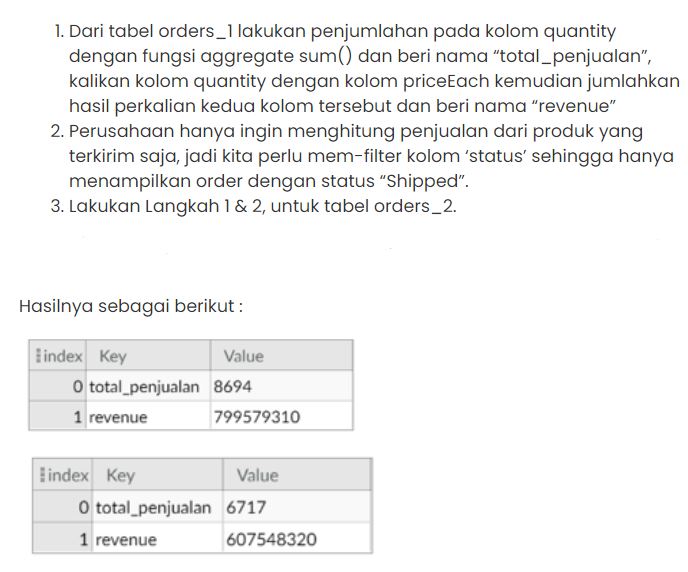 1. Dari tabel orders_1 lakukan penjumlahan pada kolom quantity
dengan fungsi aggregate sum() dan beri nama “total_penjualan”,
kalikan kolom quantity dengan kolom priceEach kemudian jumlahkan
hasil perkalian kedua kolom tersebut dan beri nama “revenue”
2. Perusahaan hanya ingin menghitung penjualan dari produk yang
terkirim saja, jadi kita perlu mem-filter kolom ‘status’ sehingga hanya
menampilkan order dengan status “Shipped”.
3. Lakukan Langkah 1 & 2, untuk tabel orders_2.
Hasilnya sebagai berikut :
index Key Value
0 total_penjualan 8694
1 revenue 799579310
index Key Value
0 total_penjualan 6717
1 revenue 607548320